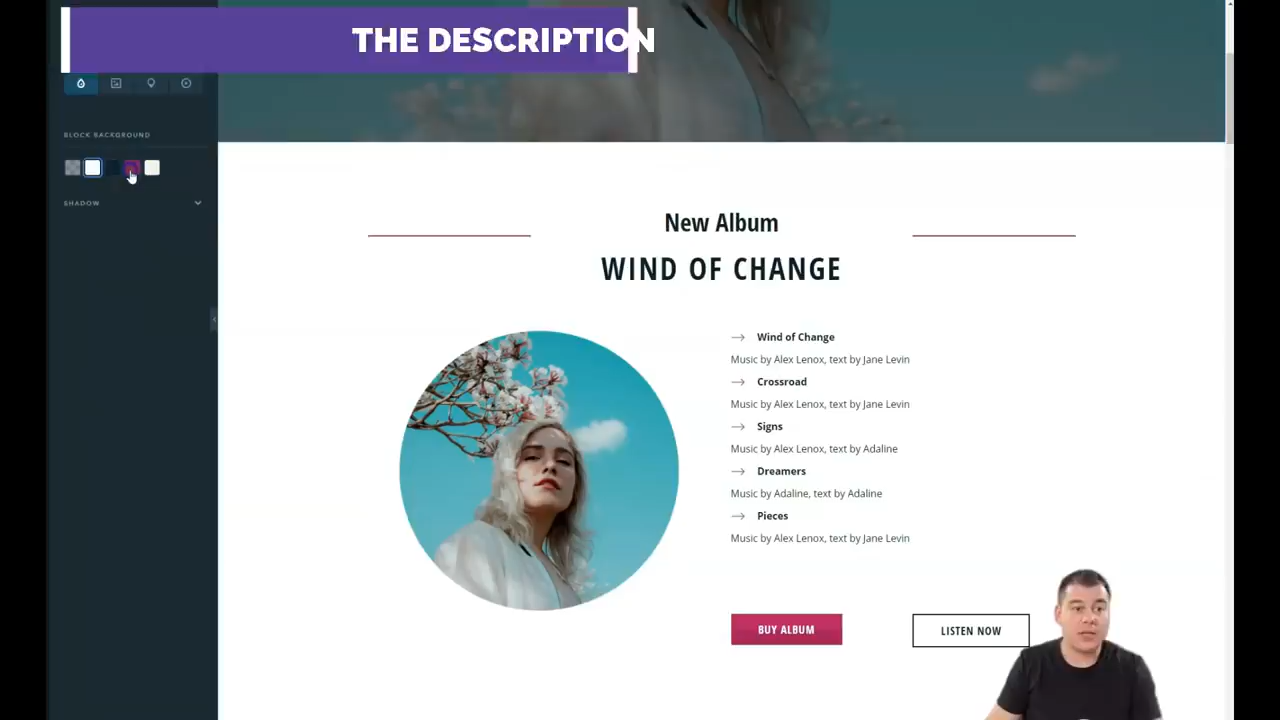 THE DESCRIPTION
BLOCK BACKGROUND
SHADOW
New Album
WIND OF CHANGE
Wind of Change
Music by Alex Lenox, text by Jane Levin
Crossroad
Music by Alex Lenox, text by Jane Levin
Signs
Music by Alex Lenox, text by Adaline
Dreamers
Music by Adaline, text by Adaline
Pieces
Music by Alex Lenox, text by Jane Levin
BUY ALBUM
LISTEN NOW